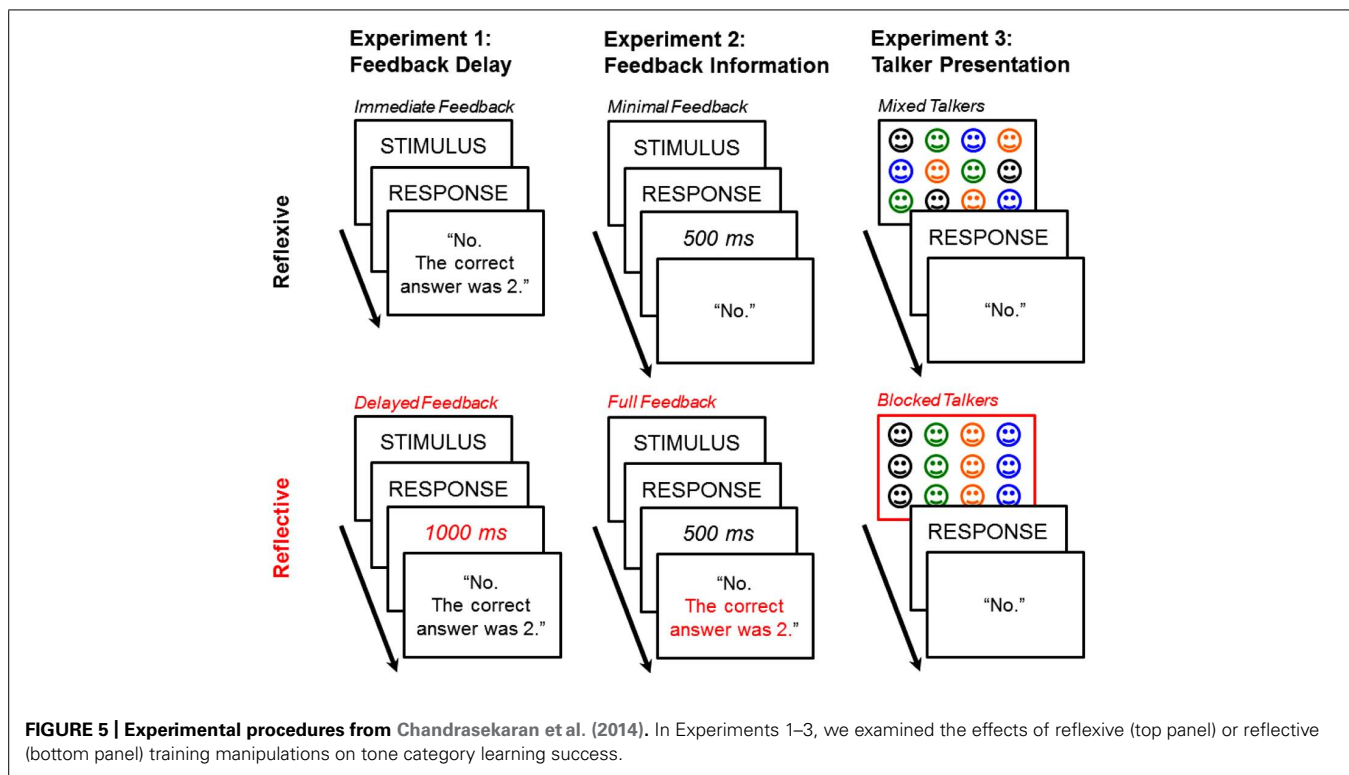 Experiment 1:
Feedback Delay
Experiment 2:
Feedback Information
Experiment 3:
Talker Presentation
Reflexive
Immediate Feedback
STIMULUS
RESPONSE
“No.
The correct
answer was 2.”
Minimal Feedback
STIMULUS
RESPONSE
500 ms
“No.”
Mixed Talkers
RESPONSE
“No.”
Reflective
Delayed Feedback
STIMULUS
RESPONSE
1000 ms
“No.
The correct
answer was 2.”
Full Feedback
STIMULUS
RESPONSE
500 ms
“No.
The correct
answer was 2.”
Blocked Talkers
RESPONSE
“No.”
FIGURE 5 | Experimental procedures from Chandrasekaran et al. (2014). In Experiments 1–3, we examined the effects of reflexive (top panel) or reflective
(bottom panel) training manipulations on tone category learning success.